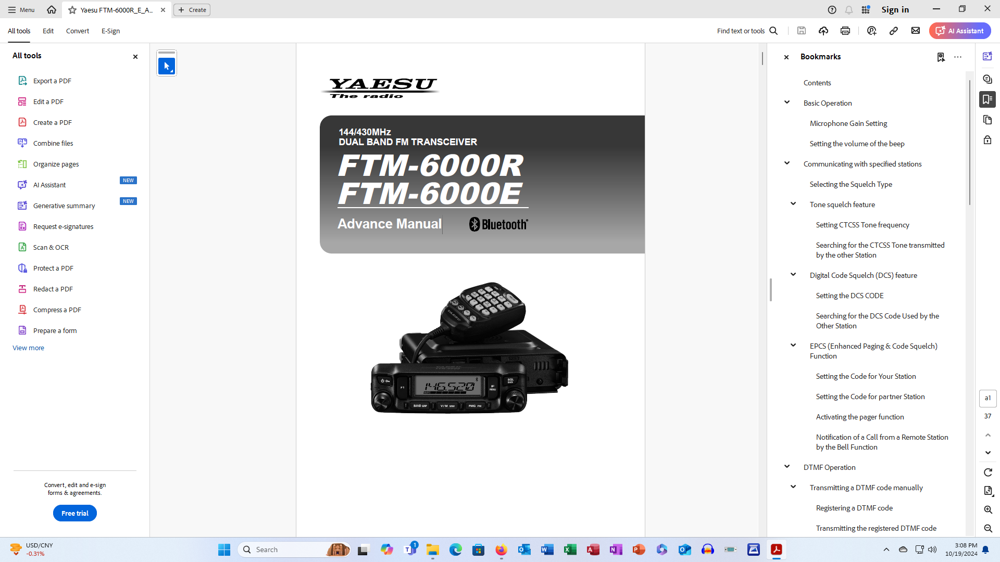 Menu
Yaesu FTM-6000R_E_A...
Create
Sign in
All tools
Edit
Convert
E-Sign
Find text or tools
AI Assistant
All tools
Export a PDF
Edit a PDF
Create a PDF
Combine files
Organize pages
AI Assistant
NEW
Generative summary
NEW
Request e-signatures
Scan & OCR
Protect a PDF
Redact a PDF
Compress a PDF
Prepare a form
View more
Convert, edit and e-sign
forms & agreements.
Free trial
YAESU
The radio
144/430MHz
DUAL BAND FM TRANSCEIVER
FTM-6000R
FTM-6000E
Advance Manual
Bluetooth®
YAESU
YAESU
F1
146.520
F
MENU
SQL
BACK
BAND GRP
V/M MW
PMG PW
Bookmarks
Contents
Basic Operation
Microphone Gain Setting
Setting the volume of the beep
Communicating with specified stations
Selecting the Squelch Type
Tone squelch feature
Setting CTCSS Tone frequency
Searching for the CTCSS Tone transmitted
by the other Station
Digital Code Squelch (DCS) feature
Setting the DCS CODE
Searching for the DCS Code Used by the
Other Station
EPCS (Enhanced Paging & Code Squelch)
Function
Setting the Code for Your Station
Setting the Code for partner Station
Activating the pager function
Notification of a Call from a Remote Station
by the Bell Function
DTMF Operation
Transmitting a DTMF code manually
Registering a DTMF code
Transmitting the registered DTMF code
a1
37
USD/CNY
-0.31%
Search
1
3:08 PM
10/19/2024